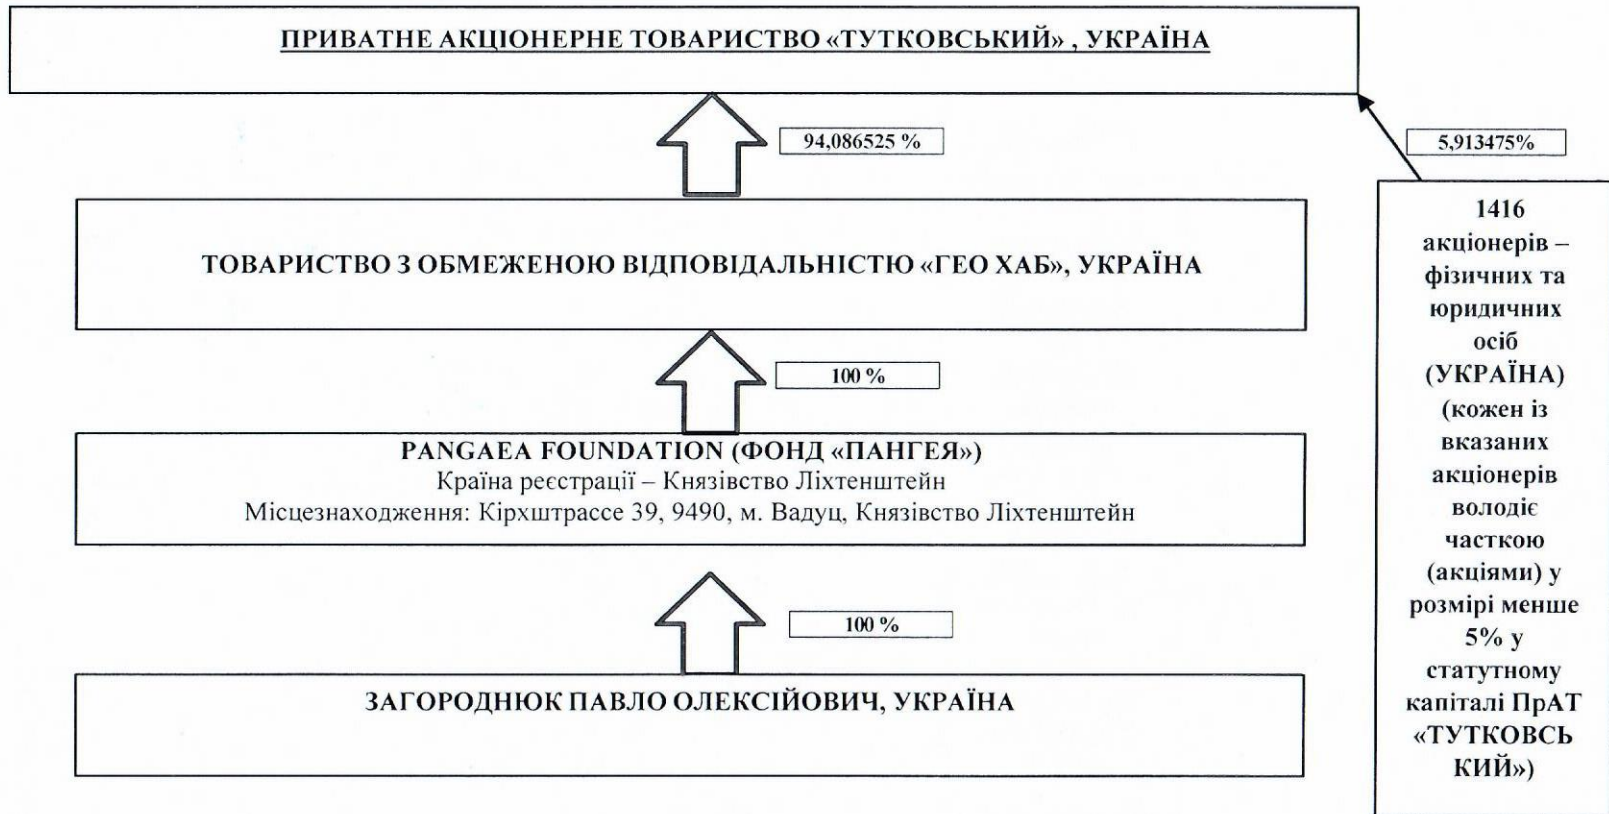 ПРИВАТНЕ АКЦІОНЕРНЕ ТОВАРИСТВО «ТУТКОВСЬКИЙ» , УКРАЇНА
94,086525 %
5,913475%
ТОВАРИСТВО З ОБМЕЖЕНОЮ ВІДПОВІДАЛЬНІСТЮ «ГЕО ХАБ», УКРАЇНА
100 %
PANGAEA FOUNDATION (ФОНД «ПАНГЕЯ»)
Країна реєстрації – Князівство Ліхтенштейн
Місцезнаходження: Кірхштрассе 39, 9490, м. Вадуц, Князівство Ліхтенштейн
100 %
ЗАГОРОДНЮК ПАВЛО ОЛЕКСІЙОВИЧ, УКРАЇНА
1416
акціонерів –
фізичних та
юридичних
осіб
(УКРАЇНА)
(кожен із
вказаних
акціонерів
володіє
часткою
(акціями) у
розмірі менше
5% у
статутному
капіталі ПрАТ
«ТУТКОВСЬ
КИЙ»)